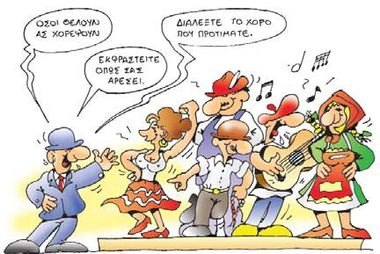 ΟΣΟΙ ΘΕΛΟΥΝ
ΑΣ ΧΟΡΕΨΟΥΝ
ΕΚΦΡΑΣΤΕΙΤΕ
ΟΠΩΣ ΣΑΣ
ΑΡΕΣΕΙ.
ΔΙΑΛΕΞΤΕ ΤΟ ΧΟΡΟ
ΠΟΥ ΠΡΟΤΙΜΑΤΕ.